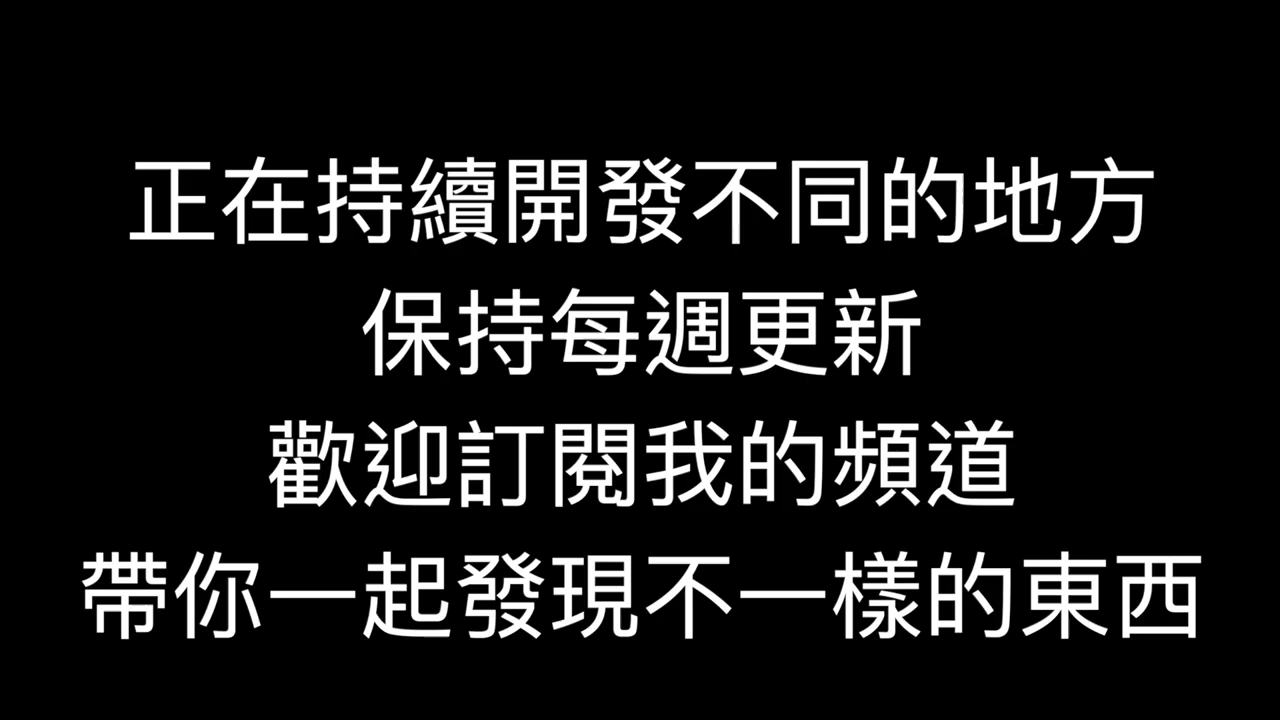 正在持續開發不同的地方
保持每週更新
歡迎訂閱我的頻道
帶你一起發現不一樣的東西